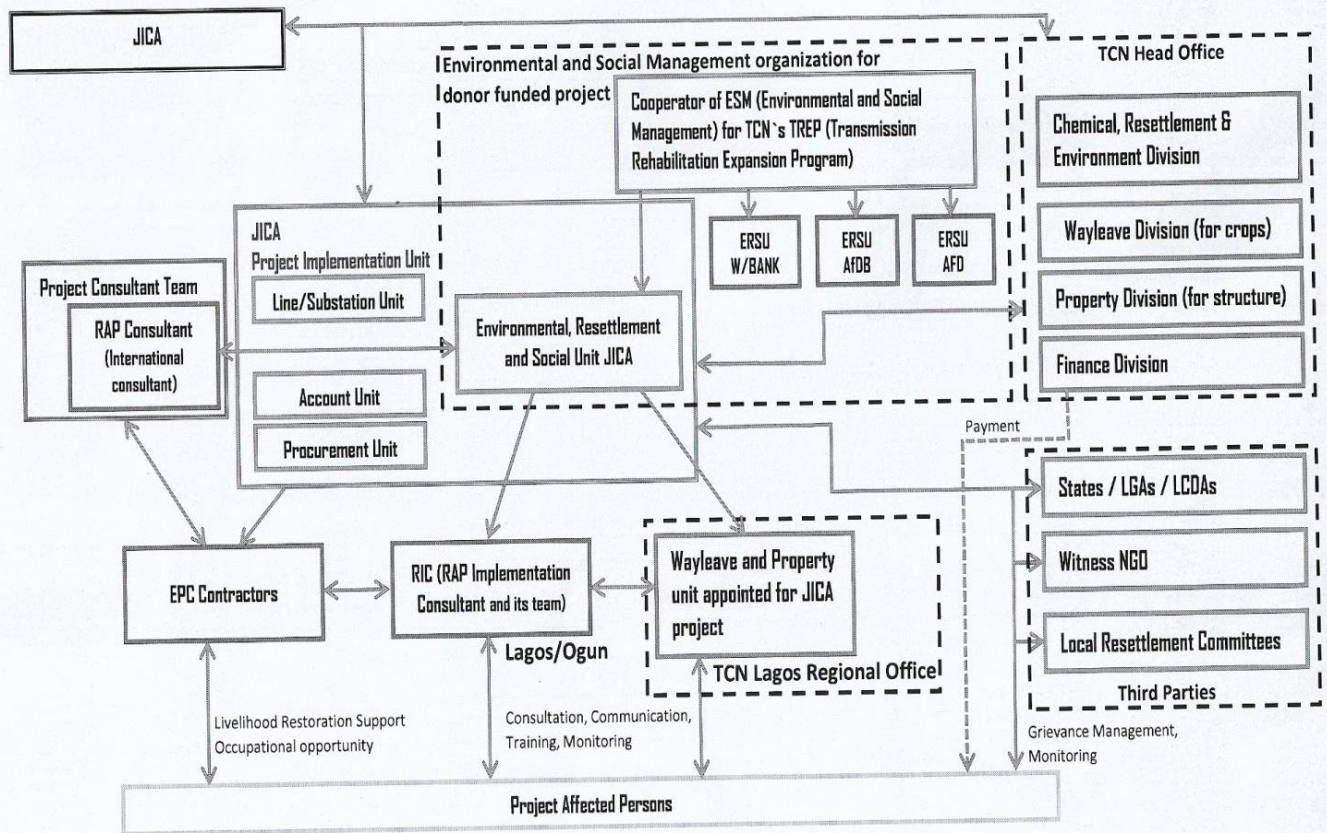 JICA
Environmental and Social Management organization for
donor funded project
Cooperator of ESM (Environmental and Social
Management) for TCN`s TREP (Transmission
Rehabilitation Expansion Program)
TCN Head Office
Chemical, Resettlement &
Environment Division
Wayleave Division (for crops)
Property Division (for structure)
Finance Division
ERSU
W/BANK
ERSU
AfDB
ERSU
AFD
JICA
Project Implementation Unit
Line/Substation Unit
Account Unit
Procurement Unit
Environmental, Resettlement
and Social Unit JICA
Project Consultant Team
RAP Consultant
(International
consultant)
Payment
States / LGAs / LCDAs
Witness NGO
Local Resettlement Committees
Third Parties
EPC Contractors
RIC (RAP Implementation
Consultant and its team)
Lagos/Ogun
Wayleave and Property
unit appointed for JICA
project
TCN Lagos Regional Office
Livelihood Restoration Support
Occupational opportunity
Consultation, Communication,
Training, Monitoring
Grievance Management,
Monitoring
Project Affected Persons